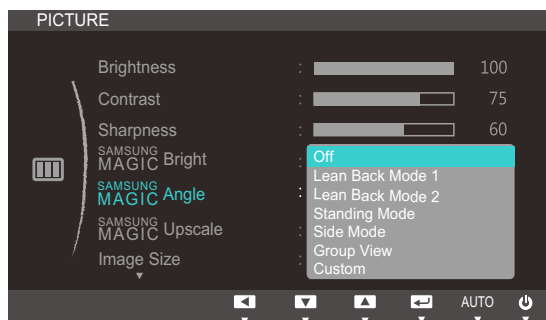 PICTURE
Brightness : 100
Contrast : 75
Sharpness : 60
SAMSUNG MAGIC Bright :
SAMSUNG MAGIC Angle :
SAMSUNG MAGIC Upscale :
Image Size :
Off
Lean Back Mode 1
Lean Back Mode 2
Standing Mode
Side Mode
Group View
Custom
AUTO